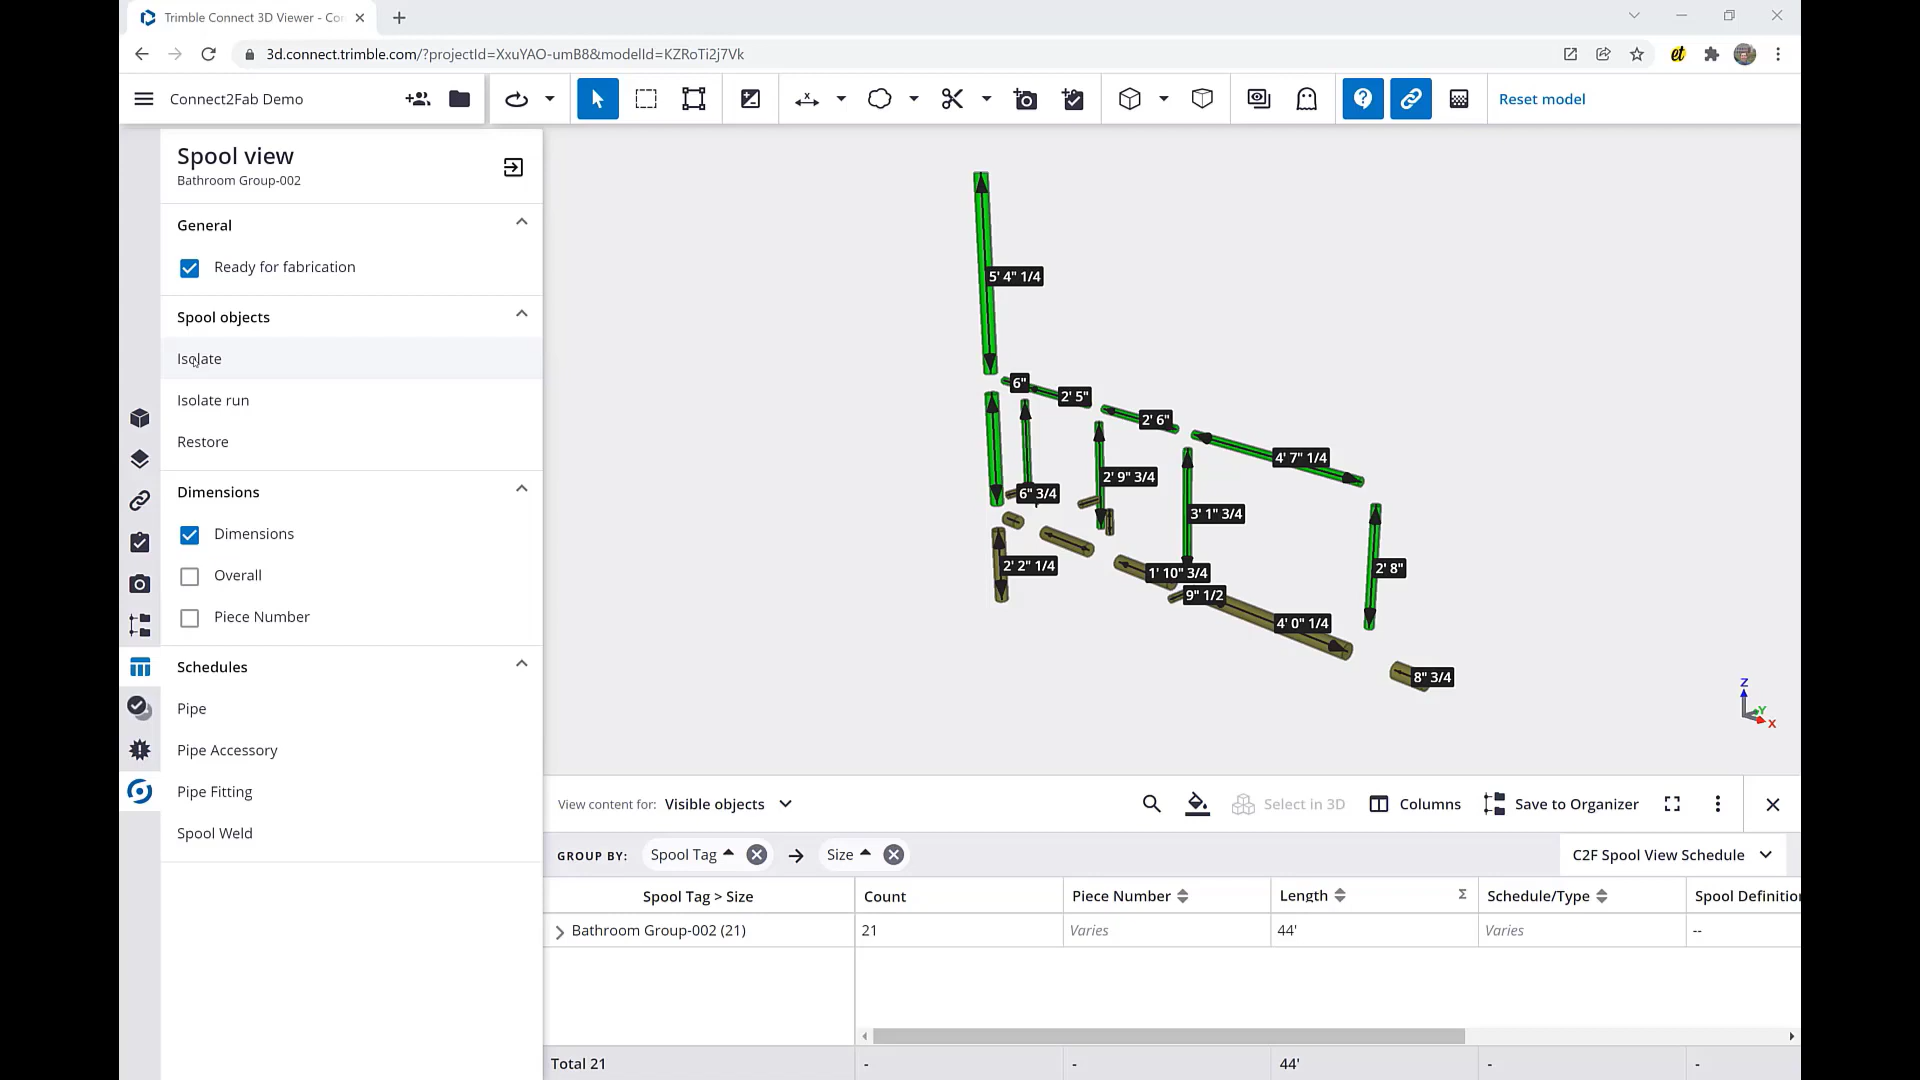 Trimble Connect 3D Viewer - Co
3d.connect.trimble.com/?projectId=XxuYAO-umB8&modelId=KZRoTi2j7Vk
et
Connect2Fab Demo
x
Reset model
Spool view
Bathroom Group-002
General
Ready for fabrication
Spool objects
Isolate
Isolate run
Restore
Dimensions
Dimensions
Overall
Piece Number
Schedules
Pipe
Pipe Accessory
Pipe Fitting
Spool Weld
5' 4" 1/4
6"
2' 5"
2' 6"
4' 7" 1/4
2' 9" 3/4
6" 3/4
3' 1" 3/4
2' 2" 1/4
1' 10" 3/4
2' 8"
9" 1/2
4' 0" 1/4
8" 3/4
Z
Y
X
View content for: Visible objects
Select in 3D
Columns
Save to Organizer
GROUP BY: Spool Tag Size
C2F Spool View Schedule
Spool Tag > Size Count Piece Number Length Σ Schedule/Type Spool Definitio
Bathroom Group-002 (21) 21 Varies 44' Varies --
Total 21 - - 44' - -